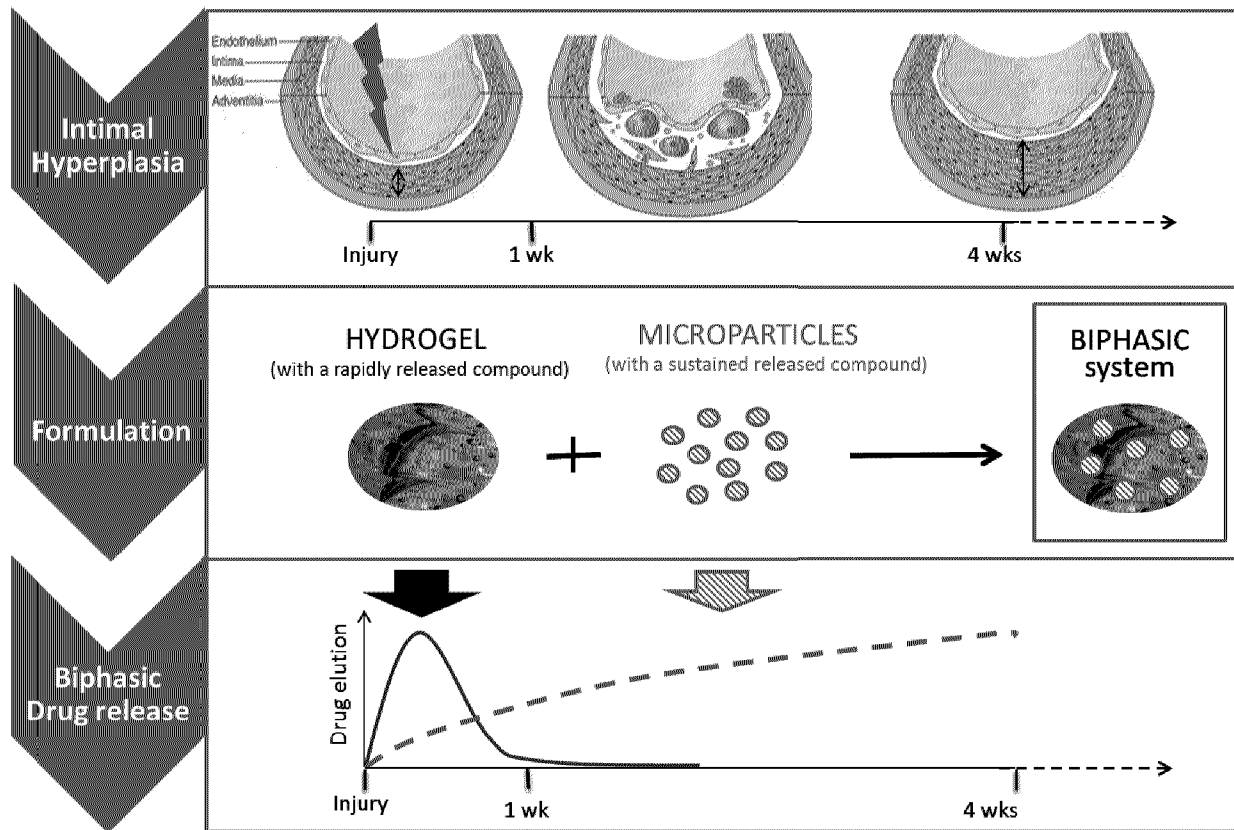 Intimal
Hyperplasia
Endothelium
Intima
Media
Adventitia
Injury
1 wk
4 wks
Formulation
HYDROGEL
(with a rapidly released compound)
MICROPARTICLES
(with a sustained released compound)
BIPHASIC
system
Biphasic
Drug release
Drug elution
Injury
1 wk
4 wks